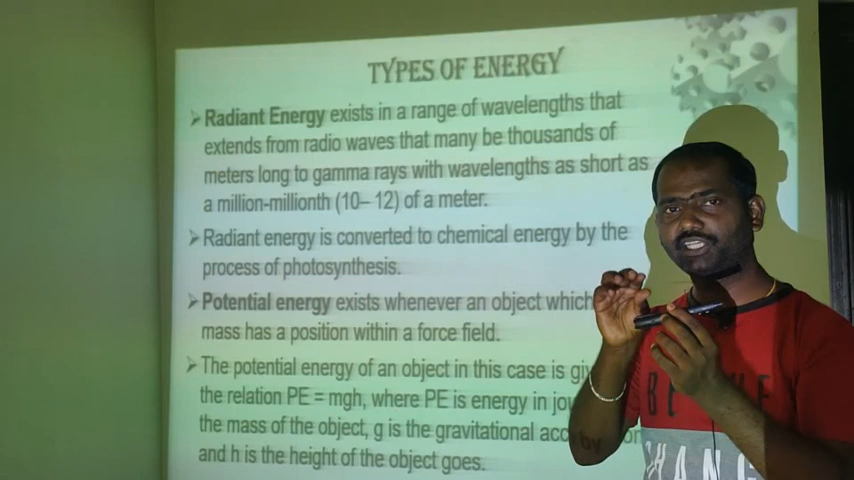 TYPES OF ENERGY
Radiant Energy exists in a range of wavelengths that
extends from radio waves that many be thousands of
meters long to gamma rays with wavelengths as short as
a million-millionth (10– 12) of a meter.
Radiant energy is converted to chemical energy by the
process of photosynthesis.
Potential energy exists whenever an object which
mass has a position within a force field.
The potential energy of an object in this case is
the relation PE = mgh, where PE is energy in
the mass of the object, g is the gravitational
and h is the height of the object goes.
BE
CHANG